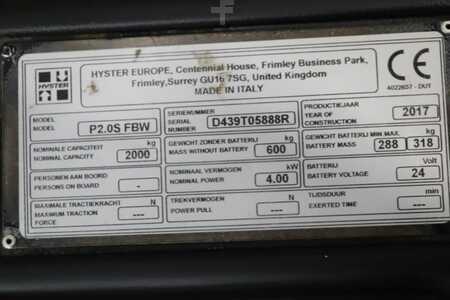 HYSTER
HYSTER EUROPE, Centennial House, Frimley Business Park,
Frimley,Surrey GU16 7SG, United Kingdom
MADE IN ITALY
CE
4022607 - DUT
MODEL
MODEL
P2.0S FBW
SERIENUMMER
SERIAL NUMBER
D439T05888R
PRODUCTIEJAAR
YEAR OF CONSTRUCTION
2017
NOMINALE CAPACITEIT kg
NOMINAL CAPACITY
2000
GEWICHT ZONDER BATTERIJ kg
MASS WITHOUT BATTERY
600
GEWICHT BATTERIJ MIN.MAX. kg
BATTERY MASS
288 318
PERSONEN AAN BOORD
PERSONS ON BOARD
-
NOMINAAL VERMOGEN kW
NOMINAL POWER
4.00
BATTERIJ Volt
BATTERY VOLTAGE
24
MAXIMALE TRACTIEKRACHT N
MAXIMUM TRACTION FORCE
---
TREKVERMOGEN N
POWER PULL
---
TIJDSDUUR min
EXERTED TIME
---